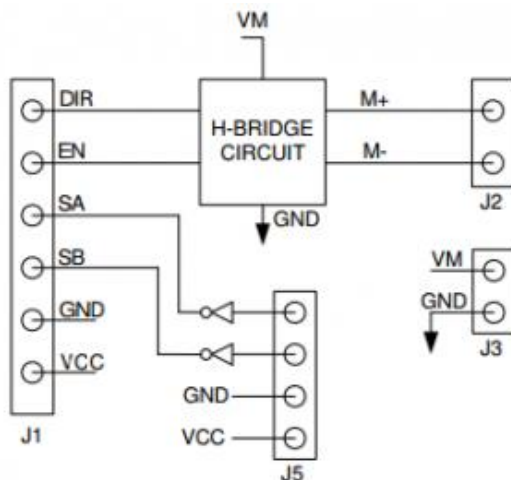 VM
DIR
EN
SA
SB
GND
VCC
J1
H-BRIDGE
CIRCUIT
GND
M+
M-
J2
VM
GND
J3
GND
VCC
J5